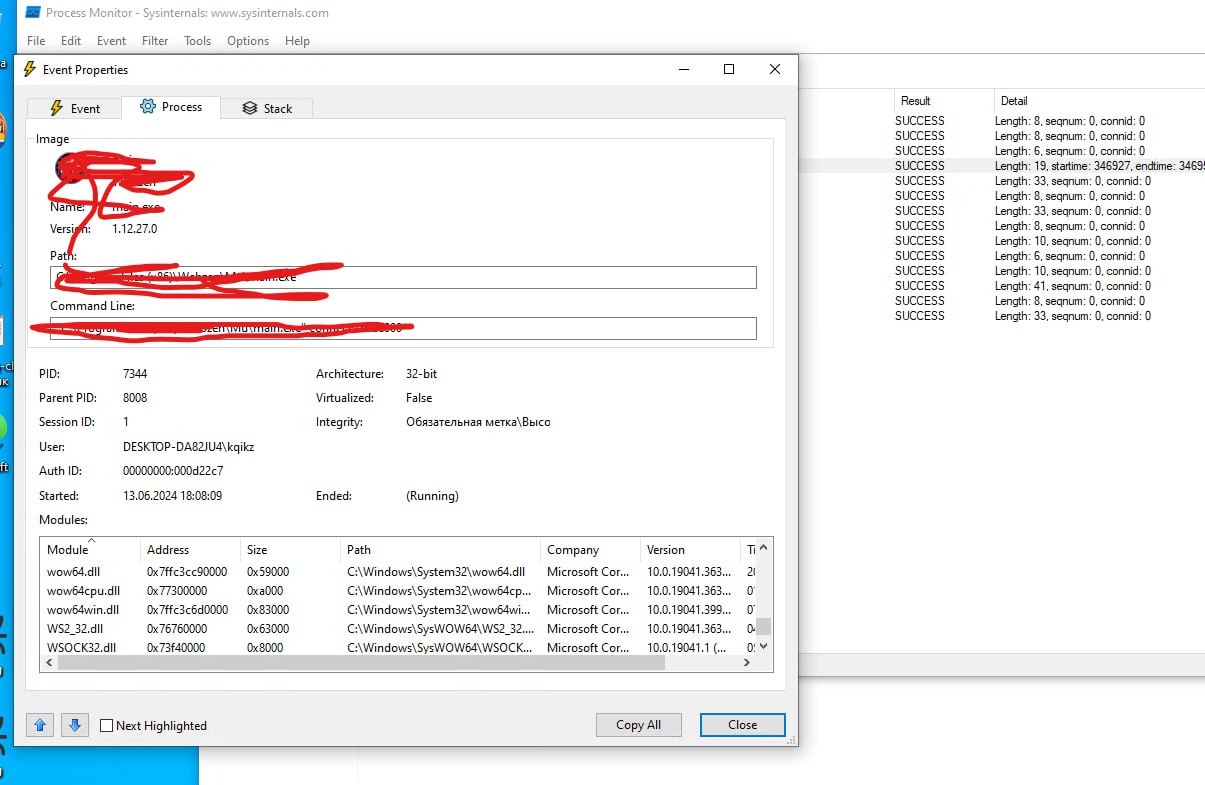 Process Monitor - Sysinternals: www.sysinternals.com
File Edit Event Filter Tools Options Help
Event Properties
Event Process Stack
Image
Name: main.exe
Version: 1.12.27.0
Path:
(x86)\Webzen\Mu\main.exe
Command Line:
\Mu\main.exe"
PID: 7344 Architecture: 32-bit
Parent PID: 8008 Virtualized: False
Session ID: 1 Integrity: Обязательная метка\Высо
User: DESKTOP-DA82JU4\kqikz
Auth ID: 00000000:000d22c7
Started: 13.06.2024 18:08:09 Ended: (Running)
Modules:
Module Address Size Path Company Version
wow64.dll 0x7ffc3cc90000 0x59000 C:\Windows\System32\wow64.dll Microsoft Cor... 10.0.19041.363...
wow64cpu.dll 0x77300000 0xa000 C:\Windows\System32\wow64cp... Microsoft Cor... 10.0.19041.363...
wow64win.dll 0x7ffc3c6d0000 0x83000 C:\Windows\System32\wow64wi... Microsoft Cor... 10.0.19041.399...
WS2_32.dll 0x76760000 0x63000 C:\Windows\SysWOW64\WS2_32.... Microsoft Cor... 10.0.19041.363...
WSOCK32.dll 0x73f40000 0x8000 C:\Windows\SysWOW64\WSOCK... Microsoft Cor... 10.0.19041.1 (...
Next Highlighted Copy All Close
Result Detail
SUCCESS Length: 8, seqnum: 0, connid: 0
SUCCESS Length: 8, seqnum: 0, connid: 0
SUCCESS Length: 6, seqnum: 0, connid: 0
SUCCESS Length: 19, startime: 346927, endtime: 3469
SUCCESS Length: 33, seqnum: 0, connid: 0
SUCCESS Length: 8, seqnum: 0, connid: 0
SUCCESS Length: 33, seqnum: 0, connid: 0
SUCCESS Length: 8, seqnum: 0, connid: 0
SUCCESS Length: 10, seqnum: 0, connid: 0
SUCCESS Length: 6, seqnum: 0, connid: 0
SUCCESS Length: 10, seqnum: 0, connid: 0
SUCCESS Length: 41, seqnum: 0, connid: 0
SUCCESS Length: 8, seqnum: 0, connid: 0
SUCCESS Length: 33, seqnum: 0, connid: 0